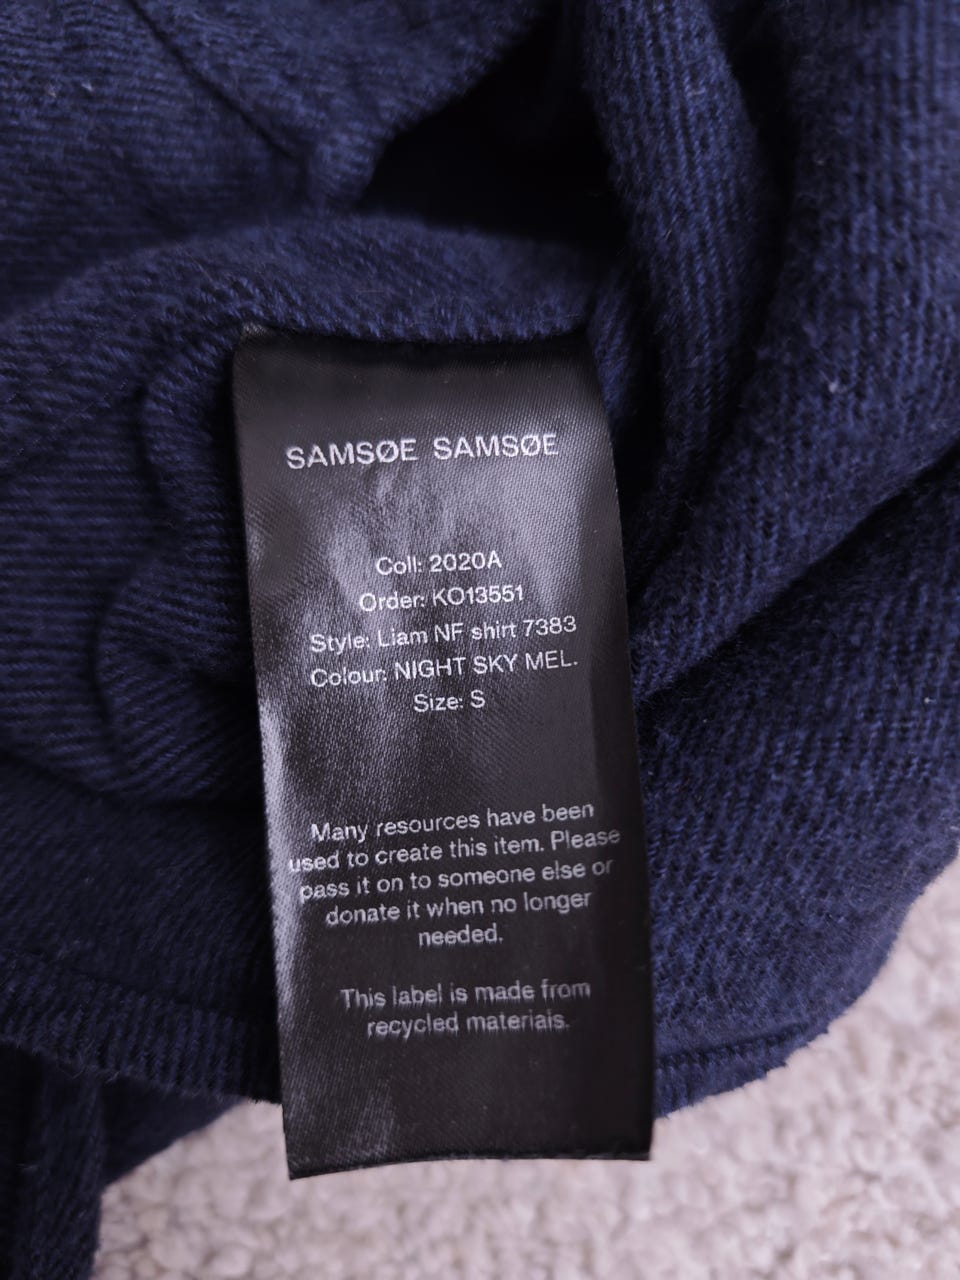 SAMSØE SAMSØE
Coll: 2020A
Order: KO13551
Style: Liam NF shirt 7383
Colour: NIGHT SKY MEL.
Size: S
Many resources have been
used to create this item. Please
pass it on to someone else or
donate it when no longer
needed.
This label is made from
recycled materials.